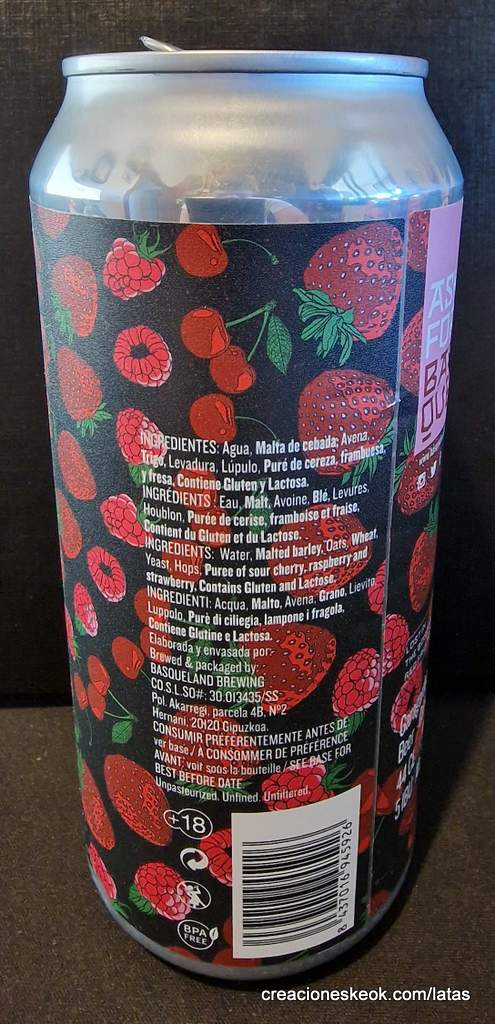 INGREDIENTES: Agua, Malta de cebada, Avena,
Trigo, Levadura, Lúpulo, Puré de cereza, frambuesa,
y fresa, Contiene Gluten y Lactosa.
INGRÉDIENTS : Eau, Malt, Avoine, Blé, Levures,
Houblon, Purée de cerise, framboise et fraise,
Contient du Gluten et du Lactose.
INGREDIENTS: Water, Malted barley, Oats, Wheat,
Yeast, Hops, Puree of sour cherry, raspberry and
strawberry, Contains Gluten and Lactose.
INGREDIENTI: Acqua, Malto, Avena, Grano, Lievito,
Luppolo, Purè di ciliegia, lampone i fragola,
Contiene Glutine e Lactosa.
Elaborada y envasada por:
Brewed & packaged by:
BASQUELAND BREWING
CO.S.L.SO#: 30.013435/SS
Pol. Akarregi, parcela 4B, Nº2
Hernani. 20120 Gipuzkoa.
CONSUMIR PREFERENTEMENTE ANTES DE:
ver base / A CONSOMMER DE PRÉFÉRENCE
AVANT: voit sous la bouteille / SEE BASE FOR
BEST BEFORE DATE
Unpasteurized. Unfined. Unfiltered.
+18
BPA
FREE
8 437016 945926
creacioneskeok.com/latas